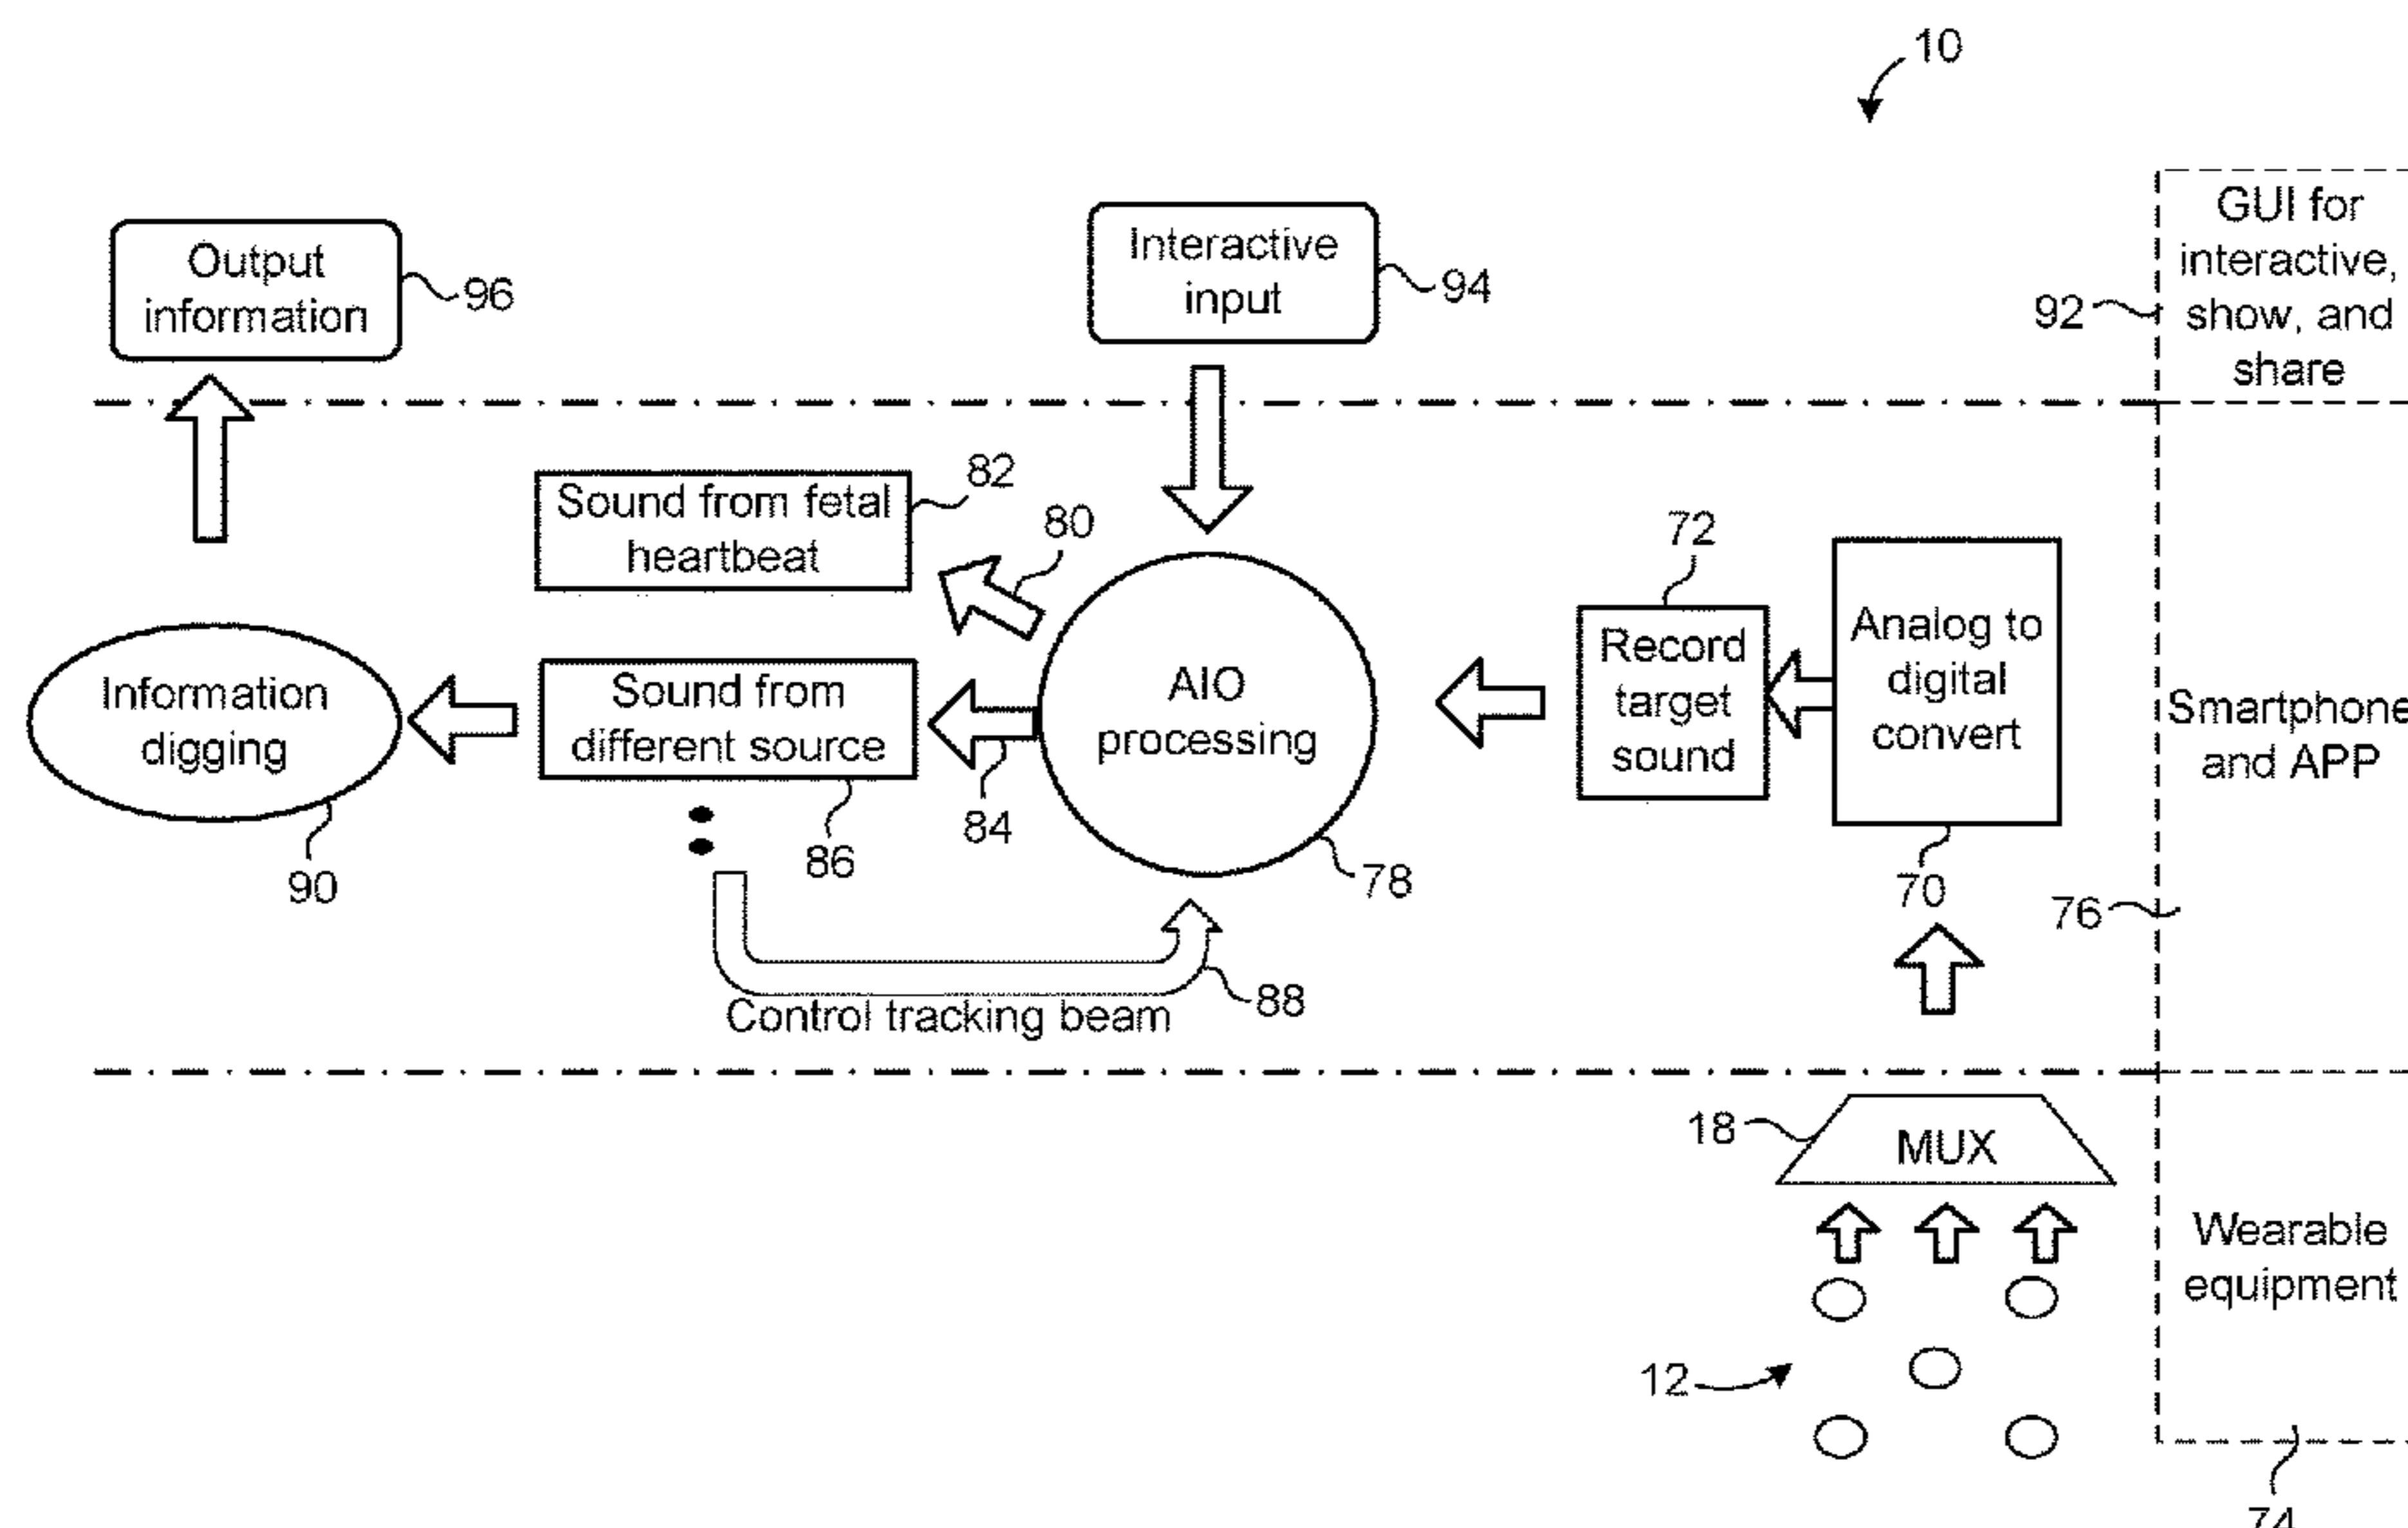 10
Output
information
96
Interactive
input
94
GUI for
interactive,
show, and
share
92
Sound from fetal
heartbeat
82
80
72
Record
target
sound
Analog to
digital
convert
70
Information
digging
90
Sound from
different source
86
84
AIO
processing
78
Smartphone
and APP
76
Control tracking beam
88
18
MUX
Wearable
equipment
12
74